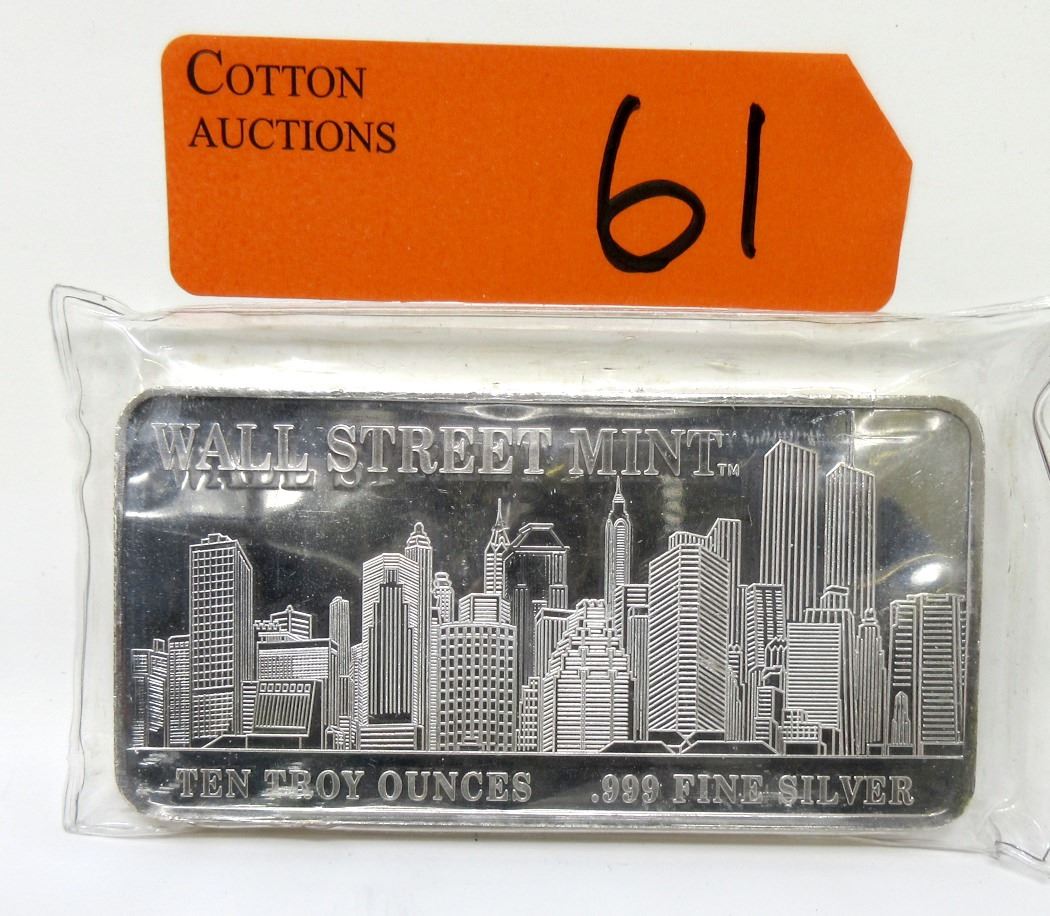 COTTON
AUCTIONS
61
WALL STREET MINT™
TEN TROY OUNCES .999 FINE SILVER